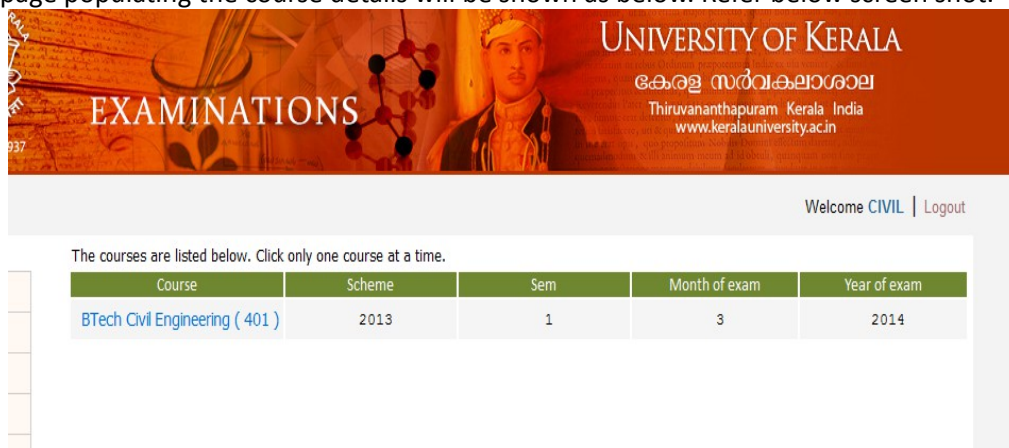 page populating the course details will be shown as below. Refer below screen shot.
UNIVERSITY OF KERALA
കേരള സർവകലാശാല
EXAMINATIONS
Thiruvananthapuram Kerala India
www.keralauniversity.ac.in
937
Welcome CIVIL | Logout
The courses are listed below. Click only one course at a time.
Course Scheme Sem Month of exam Year of exam
BTech Civil Engineering ( 401 ) 2013 1 3 2014